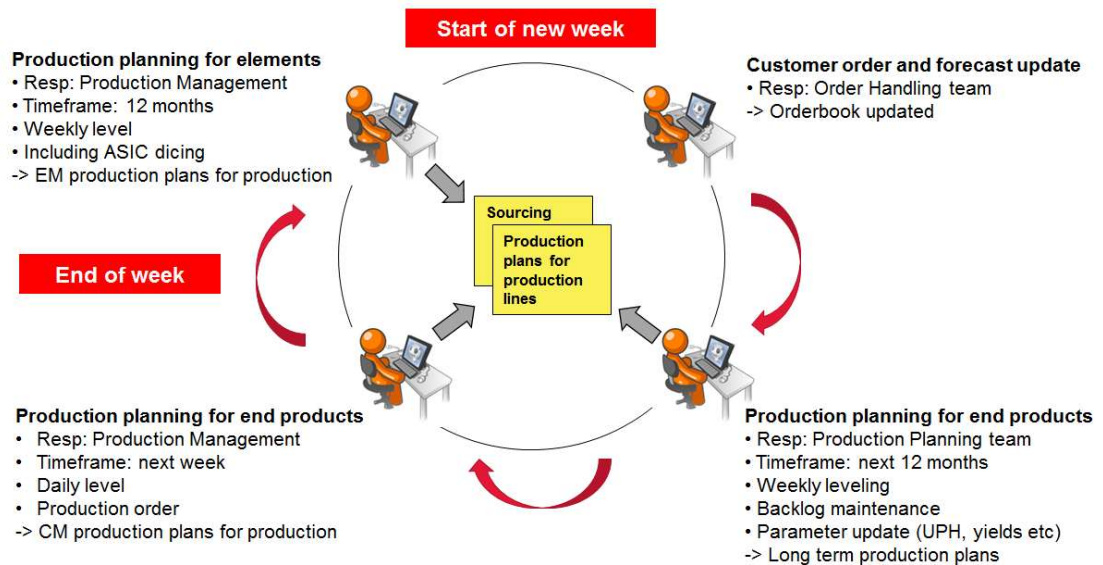 Start of new week
Production planning for elements
• Resp: Production Management
• Timeframe: 12 months
• Weekly level
• Including ASIC dicing
-> EM production plans for production
Customer order and forecast update
• Resp: Order Handling team
-> Orderbook updated
Sourcing
Production
plans for
production
lines
End of week
Production planning for end products
• Resp: Production Management
• Timeframe: next week
• Daily level
• Production order
-> CM production plans for production
Production planning for end products
• Resp: Production Planning team
• Timeframe: next 12 months
• Weekly leveling
• Backlog maintenance
• Parameter update (UPH, yields etc)
-> Long term production plans